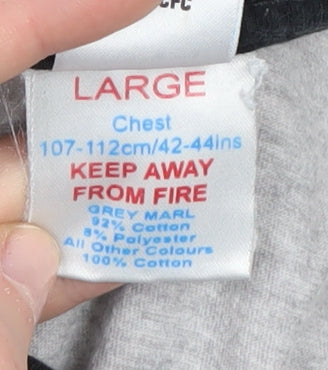 CFC
LARGE
Chest
107-112cm/42-44ins
KEEP AWAY
FROM FIRE
GREY MARL
92% Cotton
8% Polyester
All Other Colours
100% Cotton